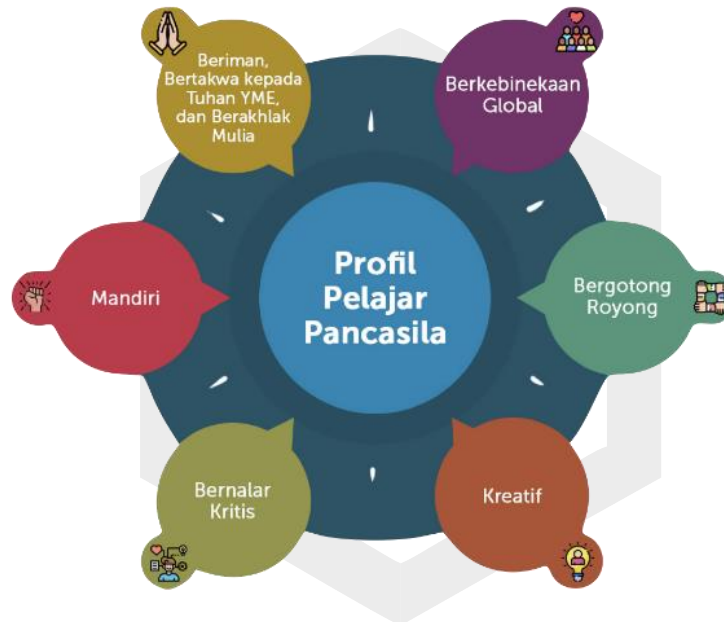 Beriman,
Bertakwa kepada
Tuhan YME,
dan Berakhlak
Mulia
Berkebinekaan
Global
Mandiri
Profil
Pelajar
Pancasila
Bergotong
Royong
Bernalar
Kritis
Kreatif